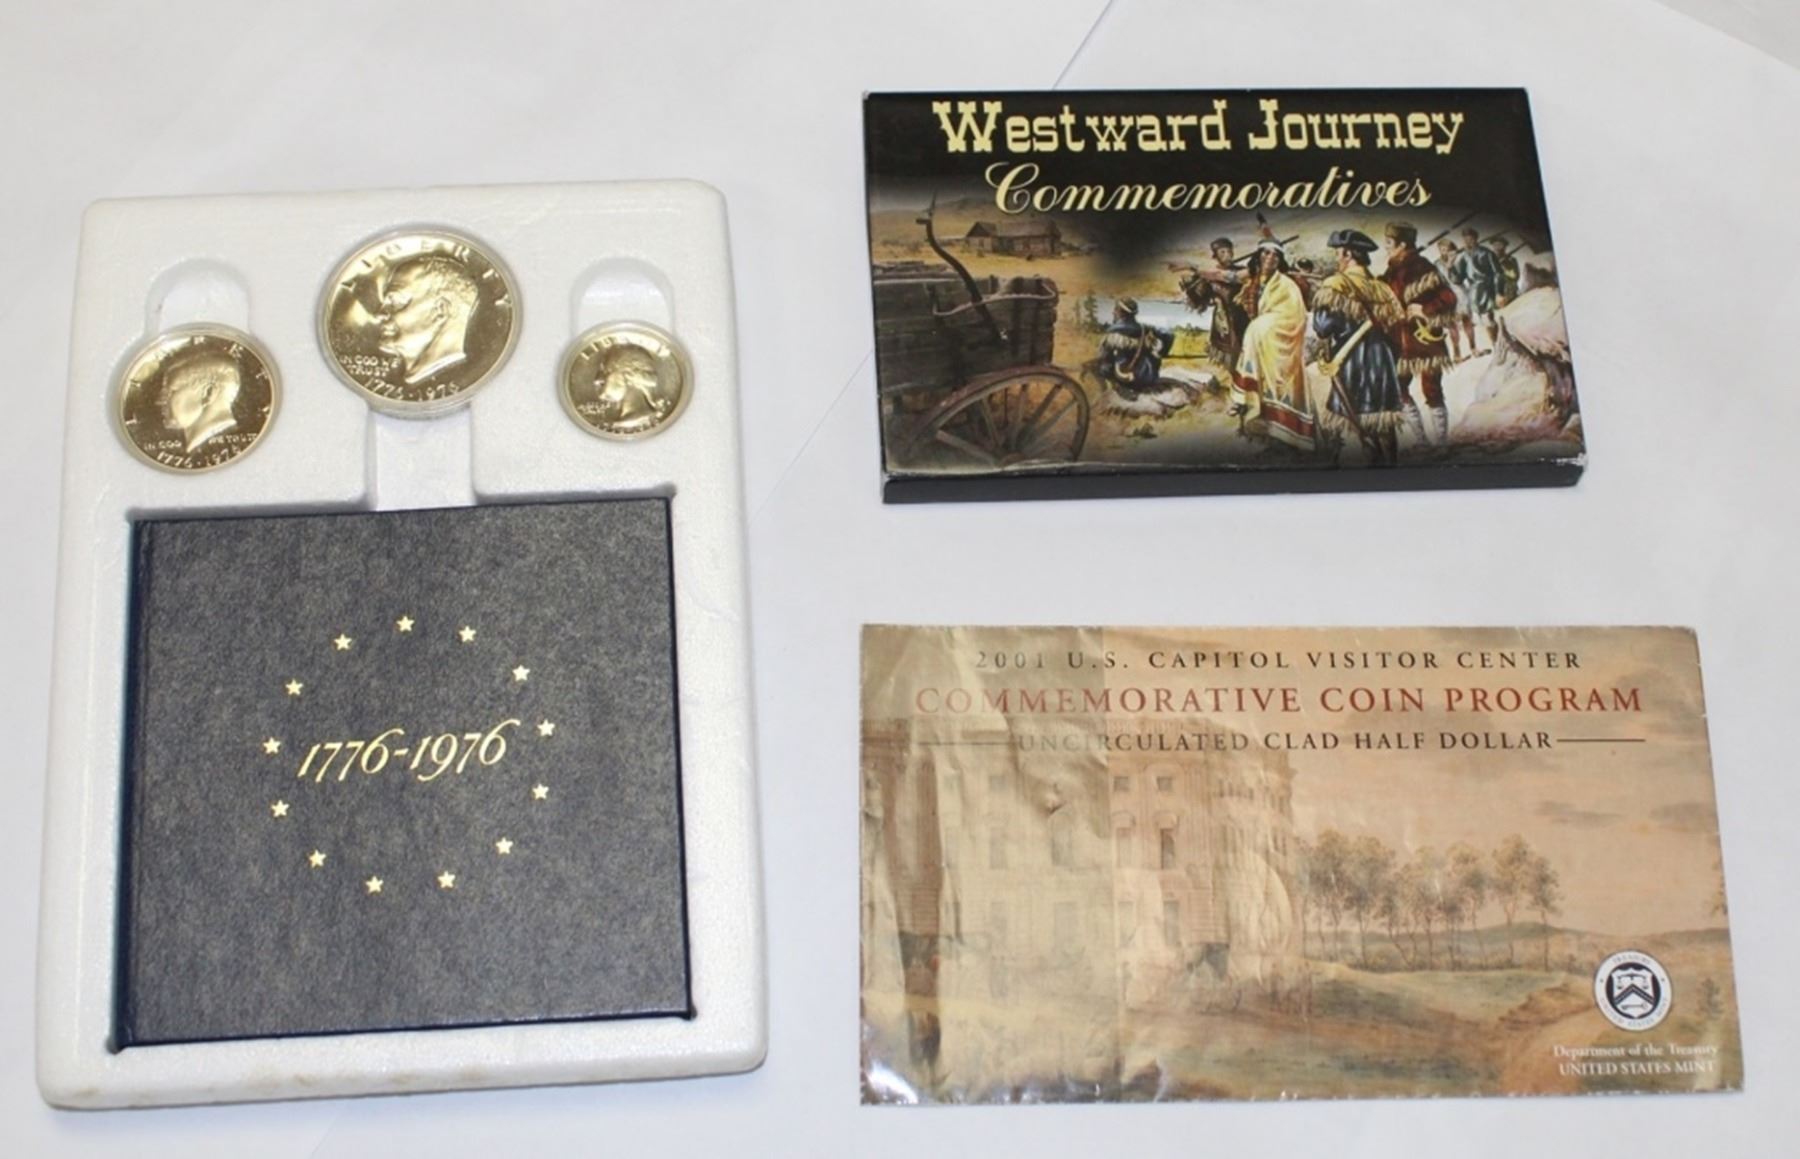 LIBERTY
IN GOD WE
TRUST
1776-1976
LIBERTY
IN GOD WE TRUST
1776-1976
LIBERTY
1776-1976
Westward Journey
Commemoratives
2001 U.S. CAPITOL VISITOR CENTER
COMMEMORATIVE COIN PROGRAM
UNCIRCULATED CLAD HALF DOLLAR
Department of the Treasury
UNITED STATES MINT